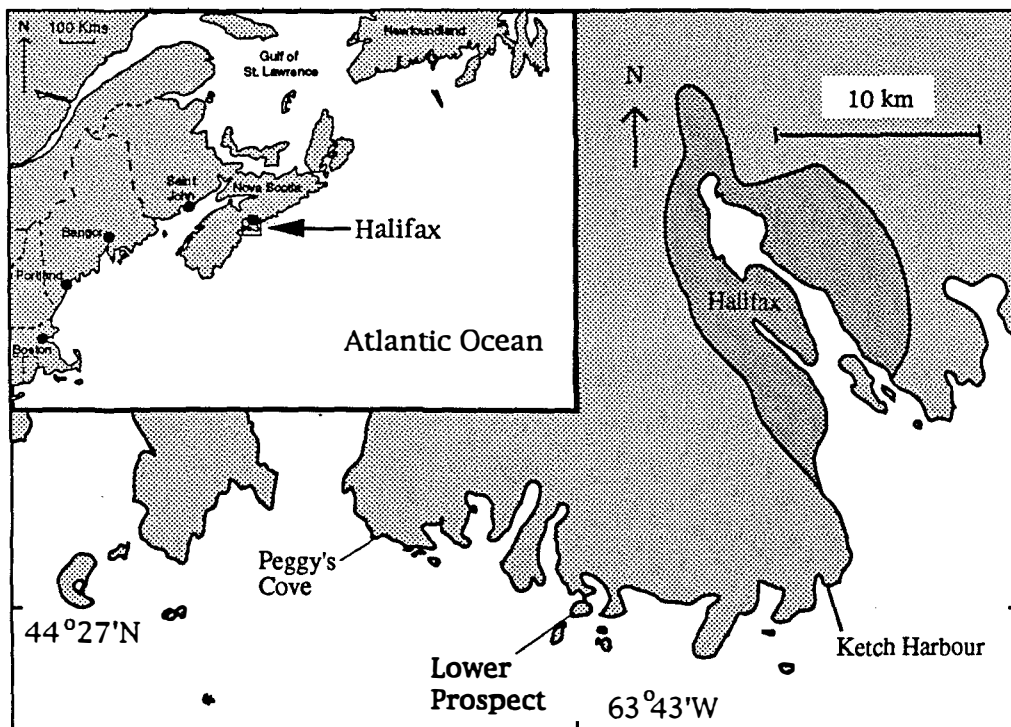 N
100 Kms
Gulf of
St. Lawrence
Newfoundland
Saint
John
Nova Scotia
Bangor
Halifax
Portland
Boston
Atlantic Ocean
N
10 km
Halifax
Peggy's
Cove
44°27'N
Lower
Prospect
63°43'W
Ketch Harbour